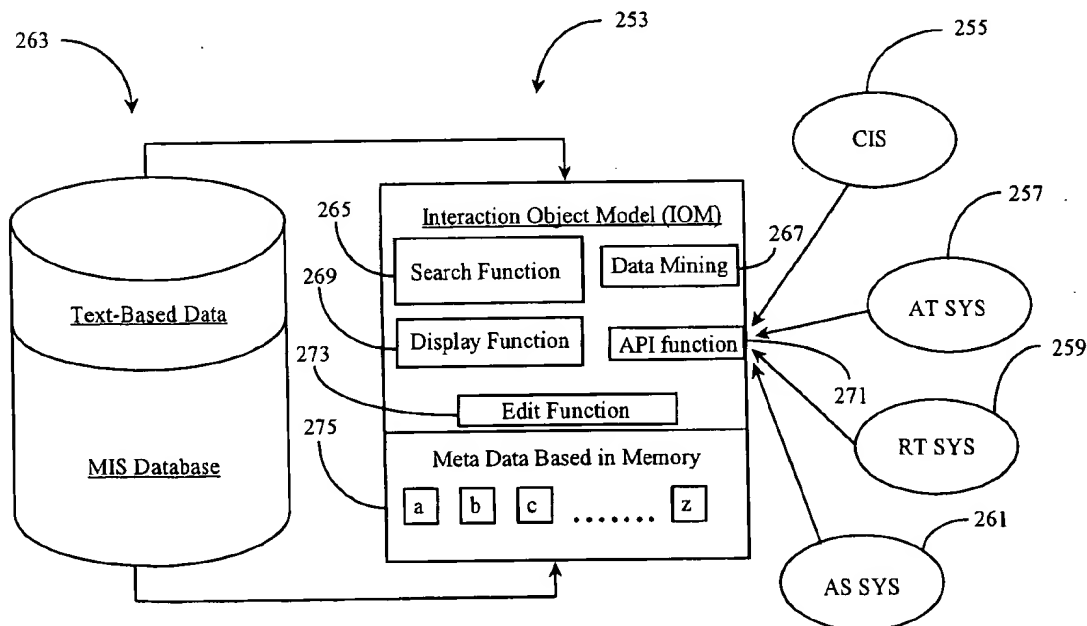 263
253
255
CIS
257
AT SYS
259
RT SYS
261
AS SYS
Text-Based Data
MIS Database
Interaction Object Model (IOM)
265
Search Function
267
Data Mining
269
Display Function
API function
271
273
Edit Function
275
Meta Data Based in Memory
a b c ........ z